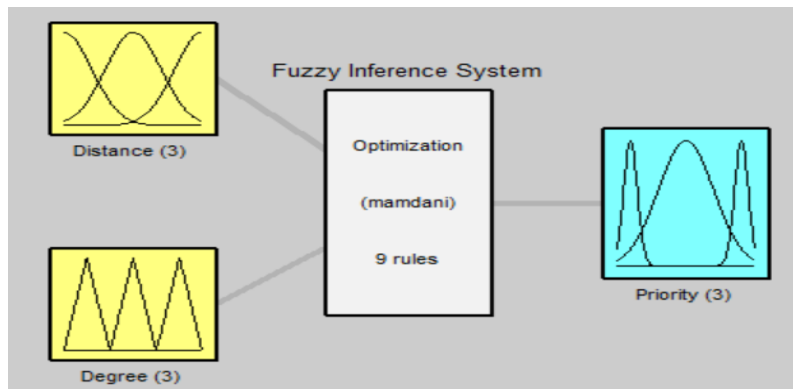 Fuzzy Inference System
Distance (3)
Optimization
(mamdani)
9 rules
Degree (3)
Priority (3)